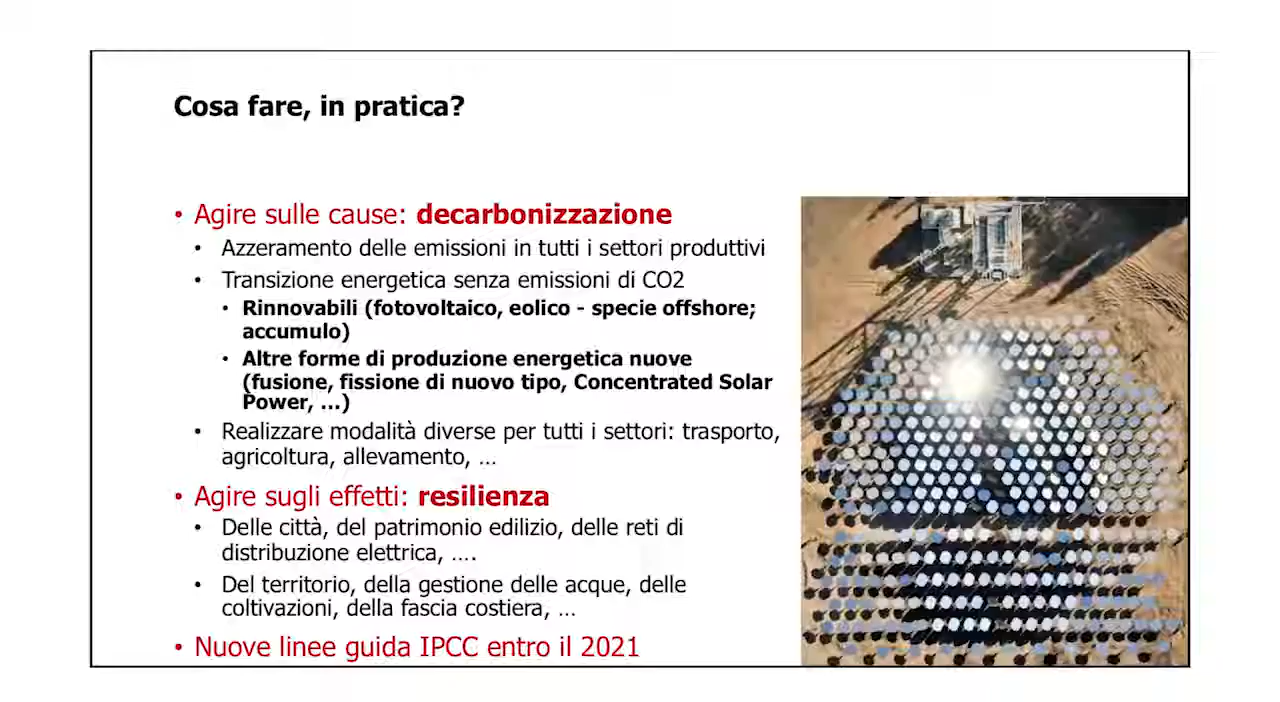 Cosa fare, in pratica?
• Agire sulle cause: decarbonizzazione
• Azzeramento delle emissioni in tutti i settori produttivi
• Transizione energetica senza emissioni di CO2
• Rinnovabili (fotovoltaico, eolico - specie offshore;
accumulo)
• Altre forme di produzione energetica nuove
(fusione, fissione di nuovo tipo, Concentrated Solar
Power, ...)
• Realizzare modalità diverse per tutti i settori: trasporto,
agricoltura, allevamento, ...
• Agire sugli effetti: resilienza
• Delle città, del patrimonio edilizio, delle reti di
distribuzione elettrica, ....
• Del territorio, della gestione delle acque, delle
coltivazioni, della fascia costiera, ...
• Nuove linee guida IPCC entro il 2021